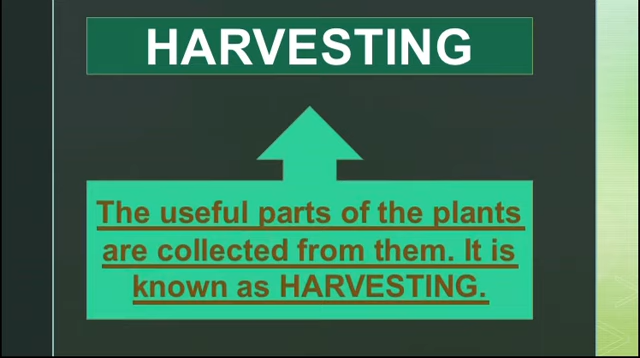 HARVESTING
The useful parts of the plants
are collected from them. It is
known as HARVESTING.